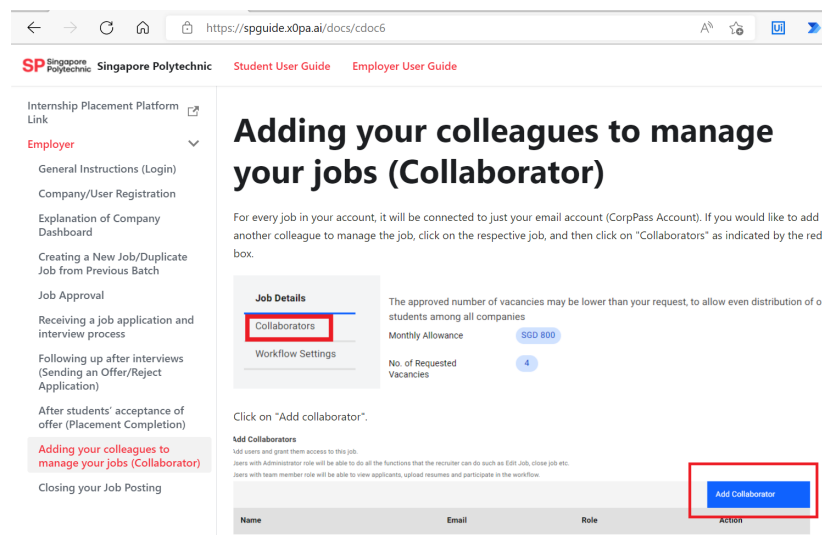 https://spguide.x0pa.ai/docs/cdoc6
SP Singapore Polytechnic Singapore Polytechnic Student User Guide Employer User Guide
Internship Placement Platform
Link
Employer
General Instructions (Login)
Company/User Registration
Explanation of Company
Dashboard
Creating a New Job/Duplicate
Job from Previous Batch
Job Approval
Receiving a job application and
interview process
Following up after interviews
(Sending an Offer/Reject
Application)
After students' acceptance of
offer (Placement Completion)
Adding your colleagues to
manage your jobs (Collaborator)
Closing your Job Posting
Adding your colleagues to manage
your jobs (Collaborator)
For every job in your account, it will be connected to just your email account (CorpPass Account). If you would like to add
another colleague to manage the job, click on the respective job, and then click on "Collaborators" as indicated by the red
box.
Job Details
Collaborators
Workflow Settings
The approved number of vacancies may be lower than your request, to allow even distribution of
students among all companies
Monthly Allowance SGD 800
No. of Requested 4
Vacancies
Click on "Add collaborator".
Add Collaborators
Add users and grant them access to this job.
Users with Administrator role will be able to do all the functions that the recruiter can do such as Edit Job, close job etc.
Users with team member role will be able to view applicants, upload resumes and participate in the workflow.
Add Collaborator
Name Email Role Action